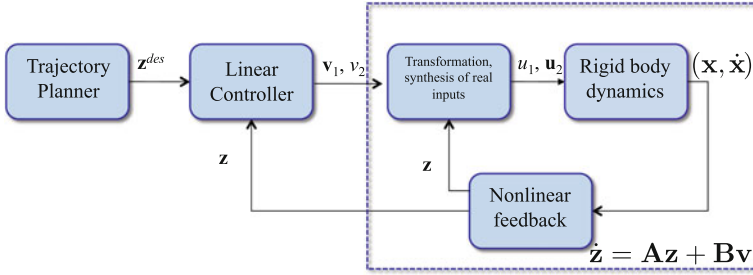 Trajectory
Planner
𝐳ᵈᵉˢ
Linear
Controller
𝐯₁, v₂
Transformation,
synthesis of real
inputs
u₁, 𝐮₂
Rigid body
dynamics
(𝐱, 𝐱̇)
𝐳
𝐳
Nonlinear
feedback
𝐳̇ = 𝐀𝐳 + 𝐁𝐯